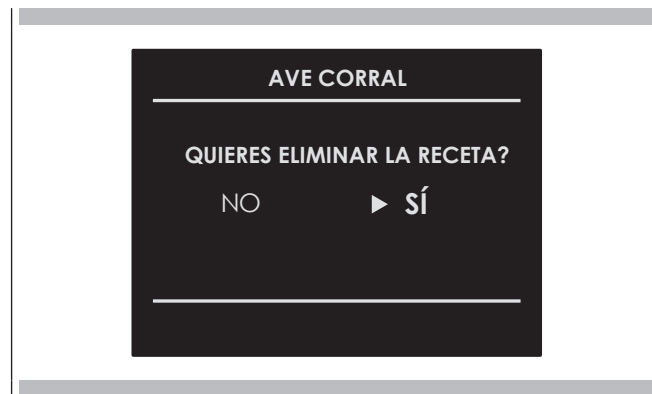 AVE CORRAL
QUIERES ELIMINAR LA RECETA?
NO ▶ SÍ